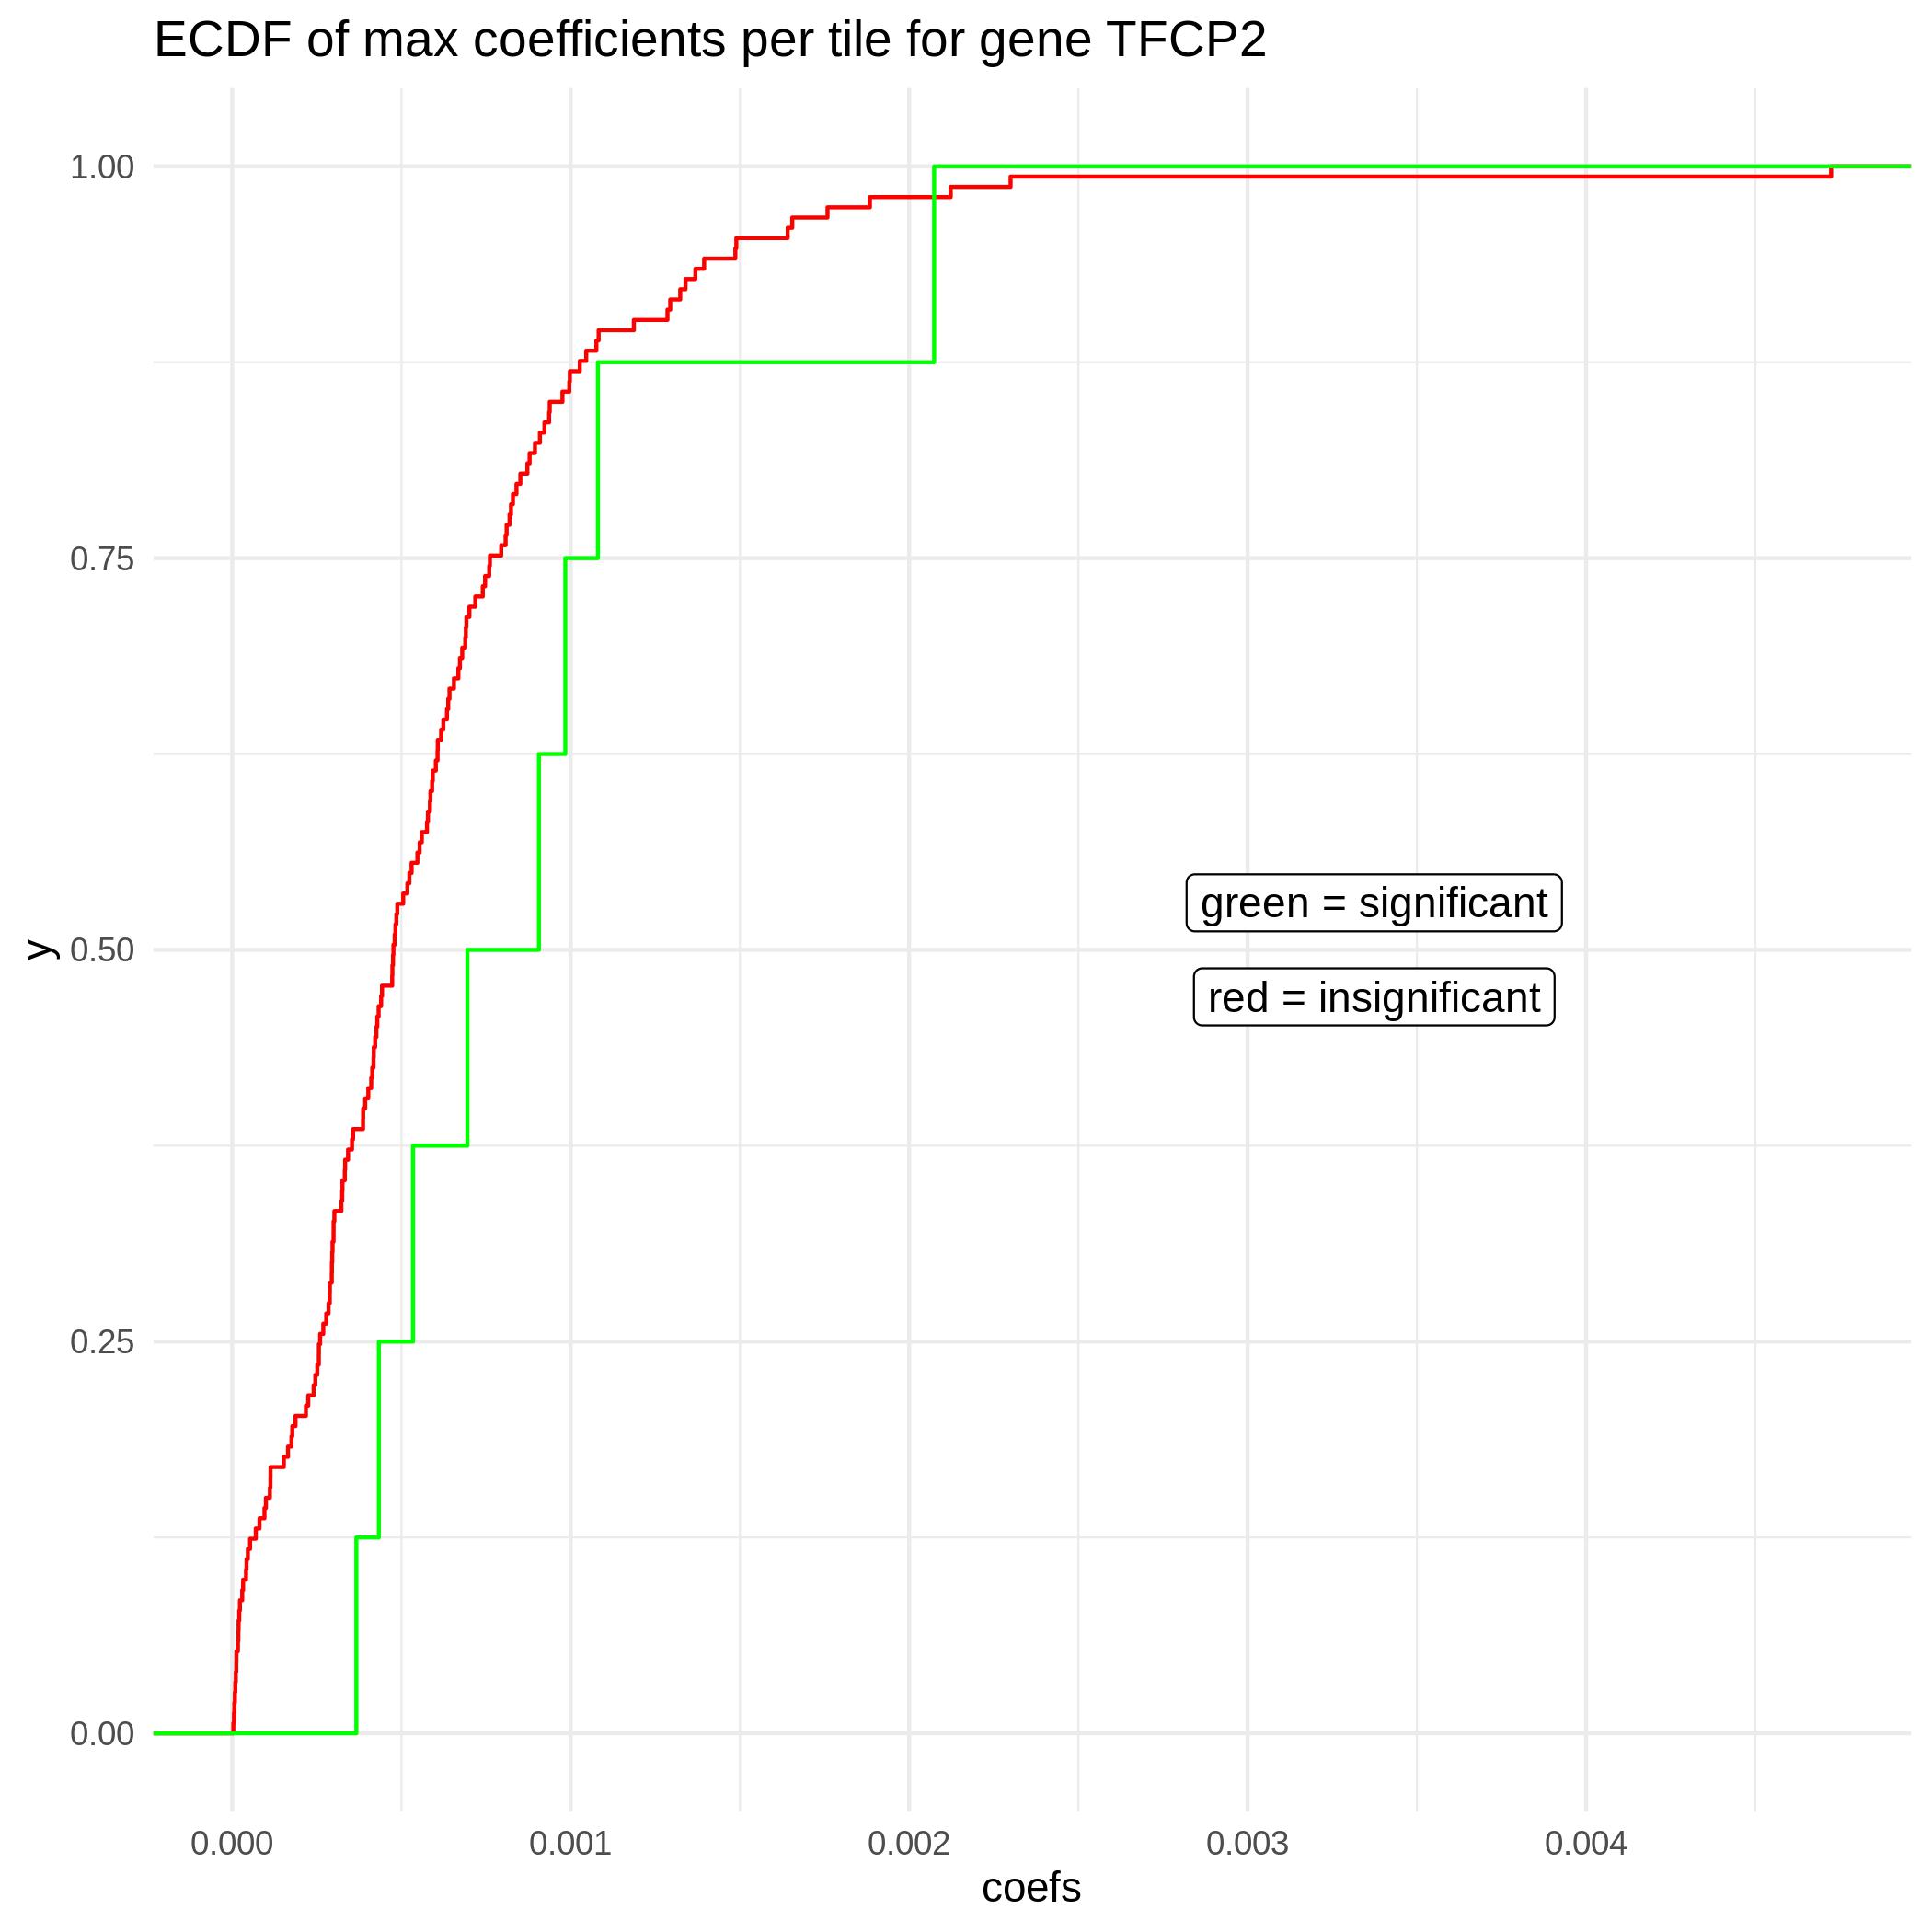 ECDF of max coefficients per tile for gene TFCP2
1.00
0.75
0.50
0.25
0.00
y
green = significant
red = insignificant
0.000 0.001 0.002 0.003 0.004
coefs